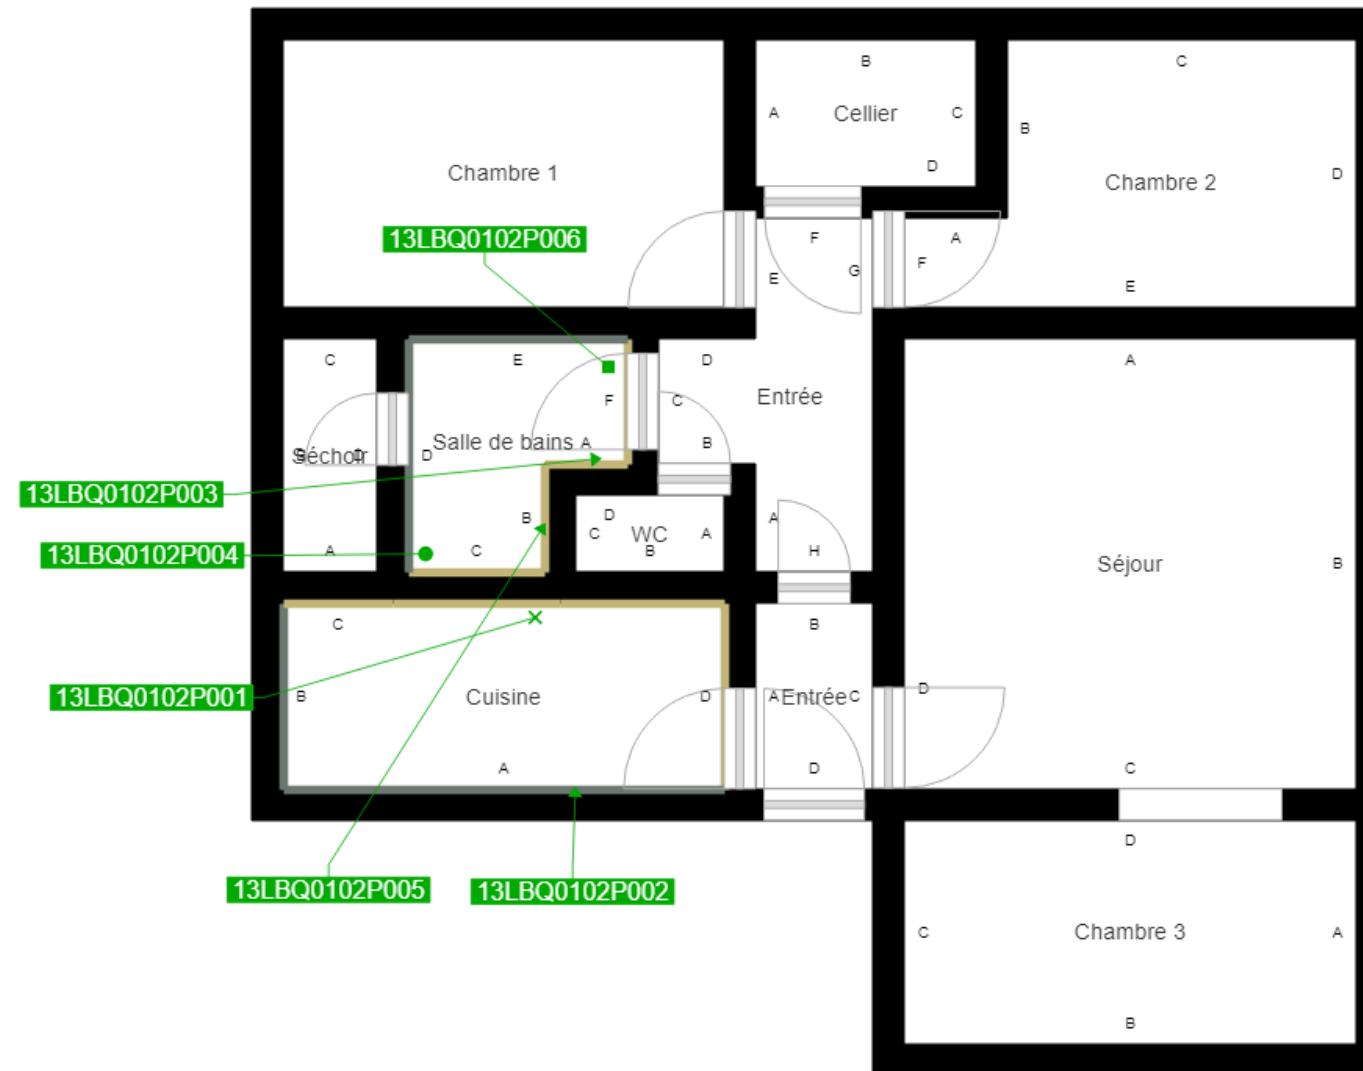 B
C
A
Cellier
C
B
Chambre 1
D
Chambre 2
D
13LBQ0102P006
F
A
E
G
F
E
C
E
D
A
F
C
Entrée
A
B
Salle de bains
Séchoir
B
D
D
13LBQ0102P003
B
D
C
WC
A
B
A
H
13LBQ0102P004
A
C
Séjour
B
13LBQ0102P001
C
B
B
Cuisine
D
A
Entrée
C
D
A
D
C
13LBQ0102P005
13LBQ0102P002
D
C
Chambre 3
A
B